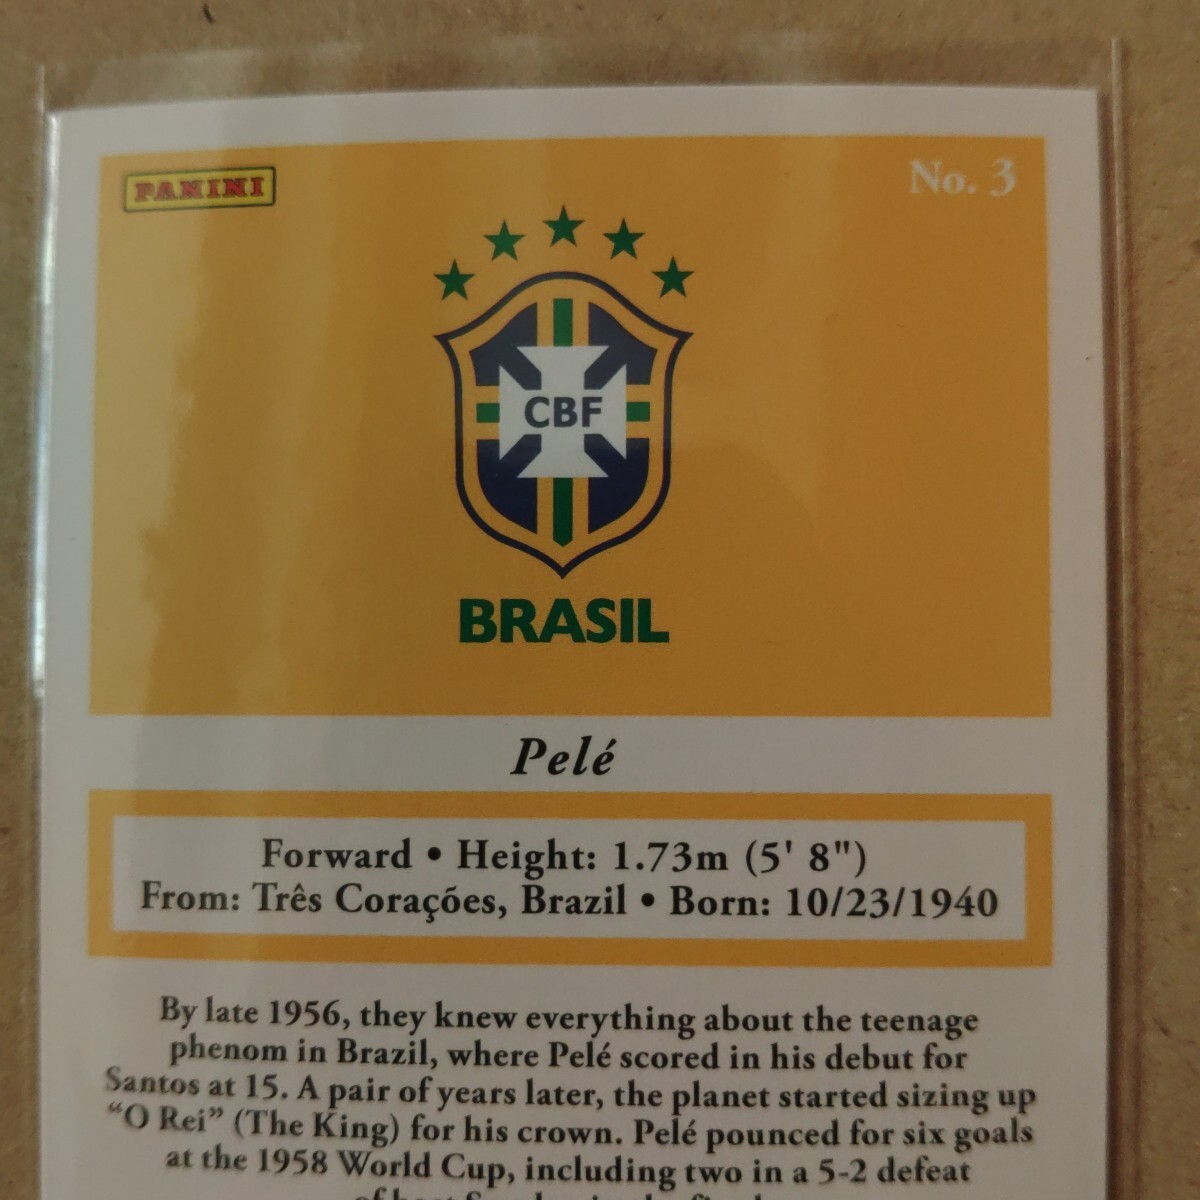 PANINI
No. 3
CBF
BRASIL
Pelé
Forward • Height: 1.73m (5' 8")
From: Três Corações, Brazil • Born: 10/23/1940
By late 1956, they knew everything about the teenage
phenom in Brazil, where Pelé scored in his debut for
Santos at 15. A pair of years later, the planet started sizing up
“O Rei” (The King) for his crown. Pelé pounced for six goals
at the 1958 World Cup, including two in a 5-2 defeat